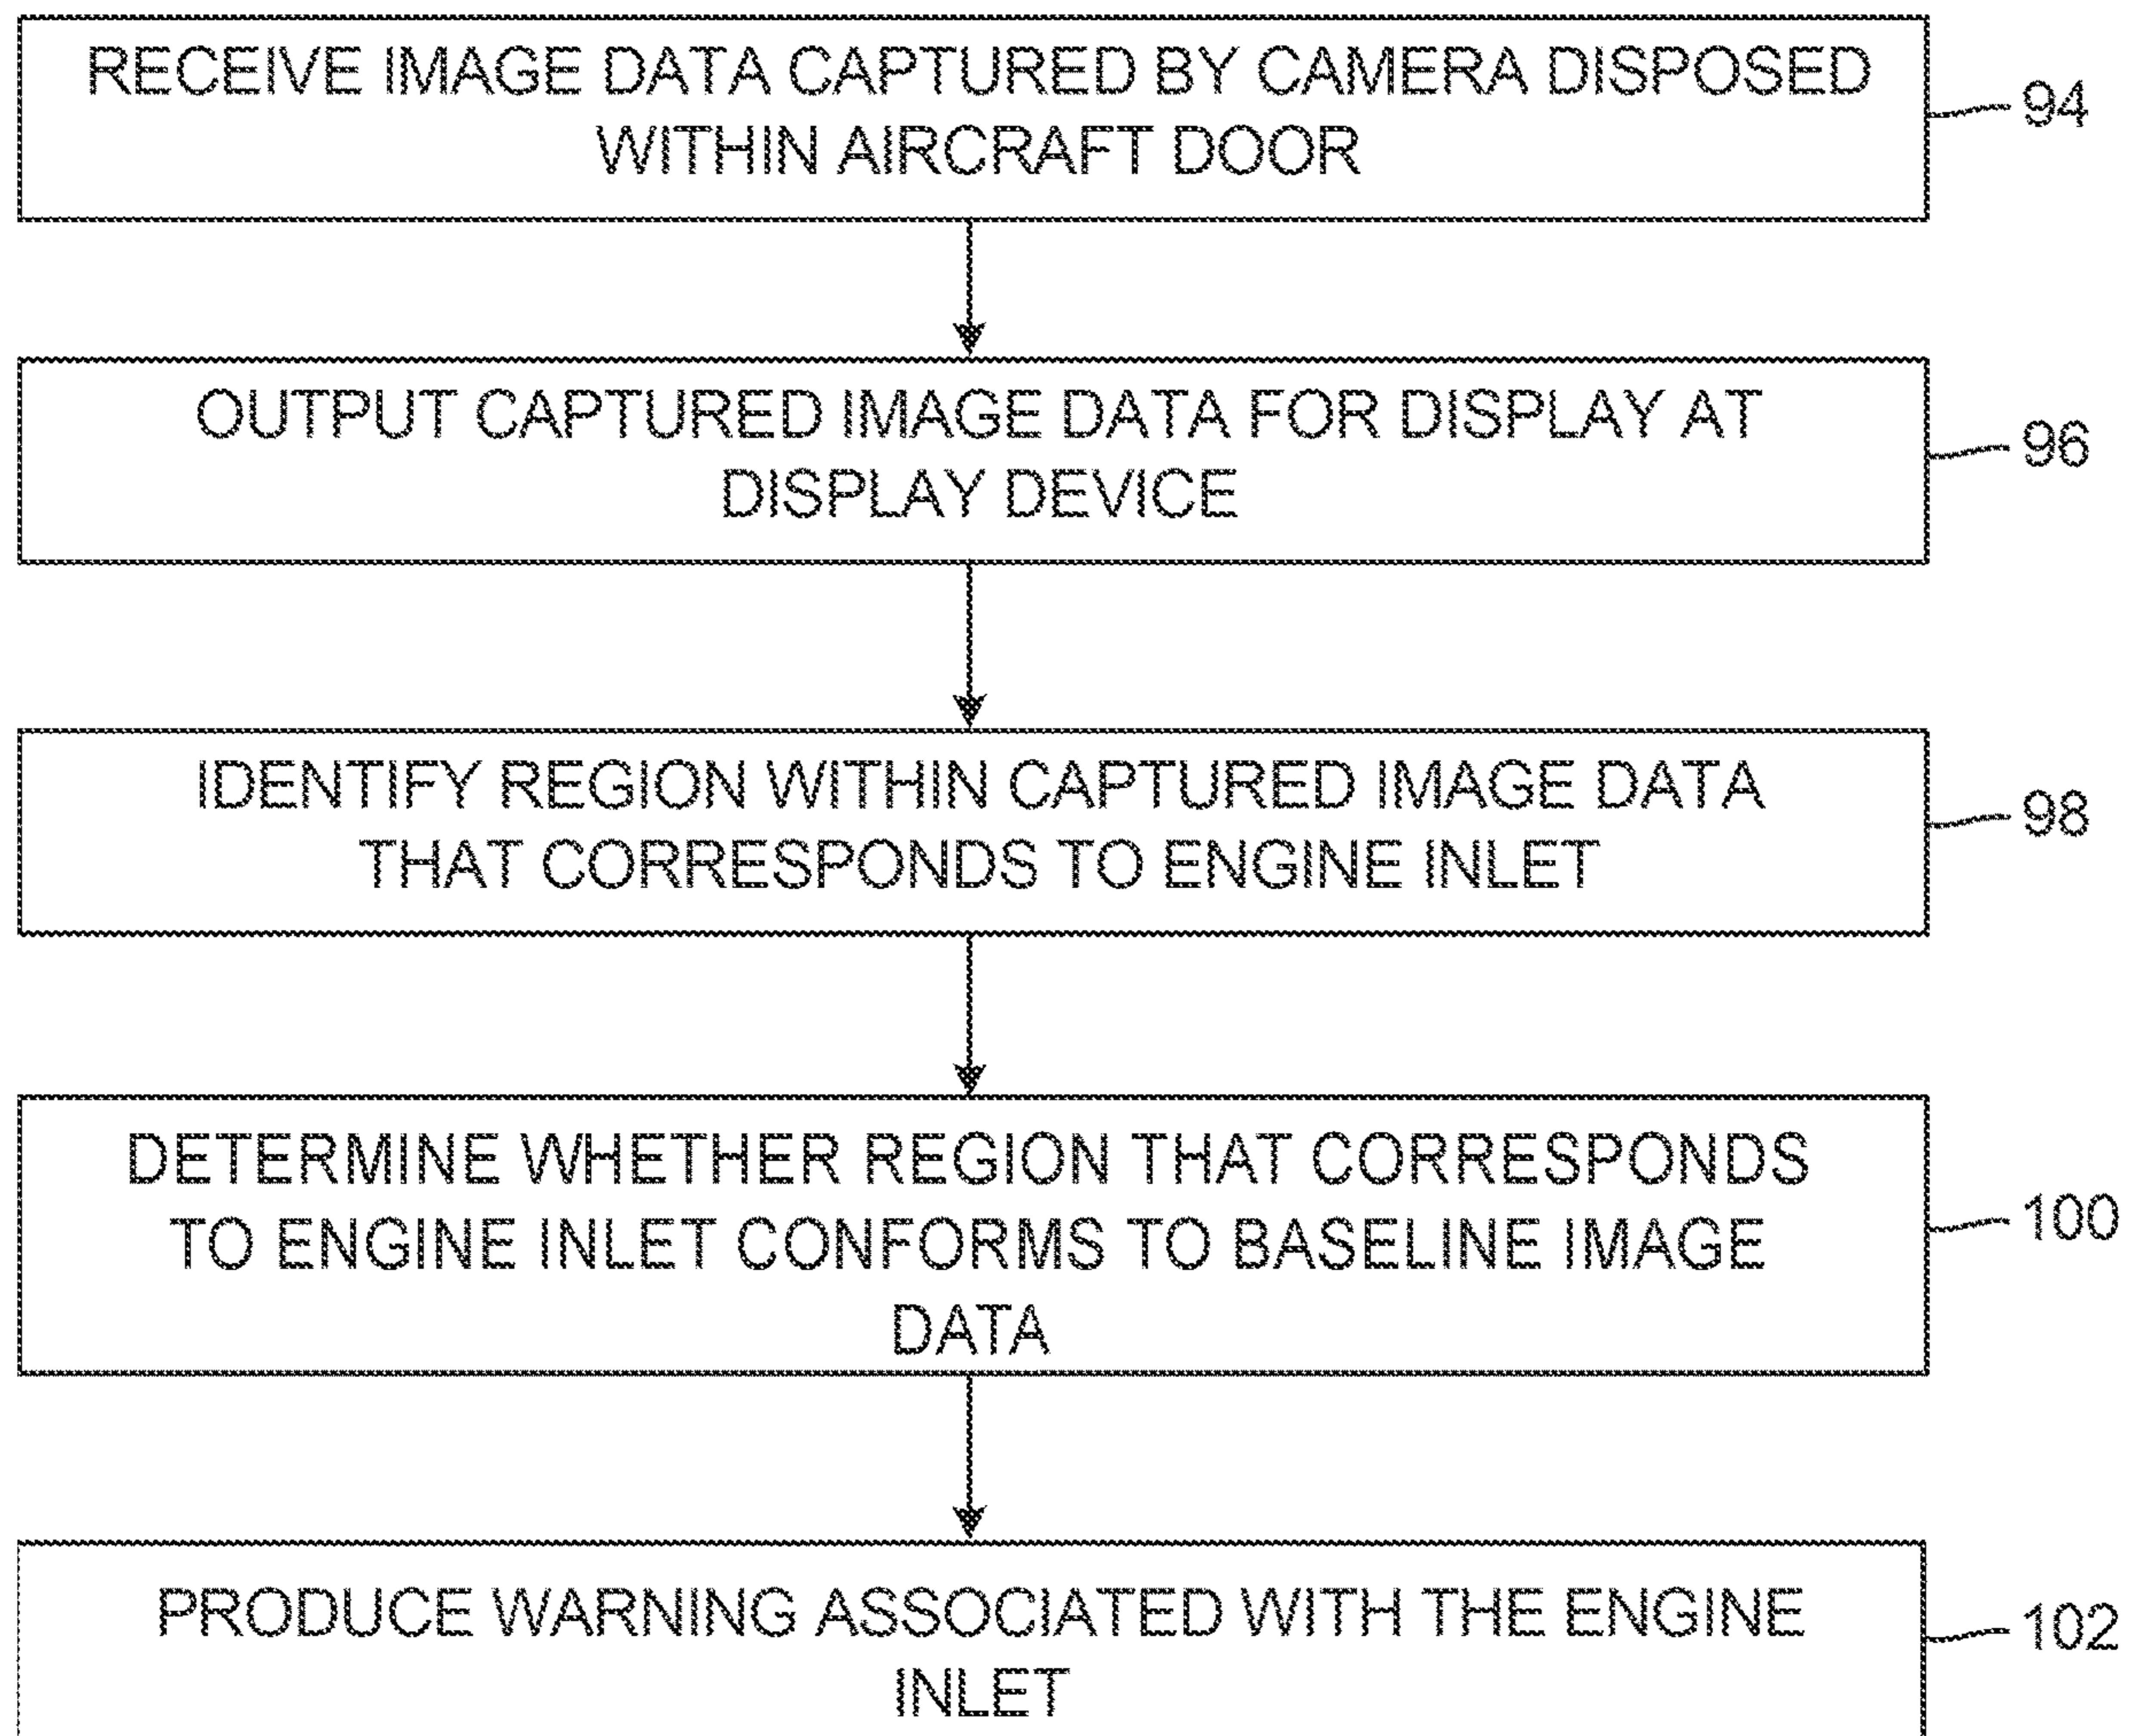 RECEIVE IMAGE DATA CAPTURED BY CAMERA DISPOSED
WITHIN AIRCRAFT DOOR
94
OUTPUT CAPTURED IMAGE DATA FOR DISPLAY AT
DISPLAY DEVICE
96
IDENTIFY REGION WITHIN CAPTURED IMAGE DATA
THAT CORRESPONDS TO ENGINE INLET
98
DETERMINE WHETHER REGION THAT CORRESPONDS
TO ENGINE INLET CONFORMS TO BASELINE IMAGE
DATA
100
PRODUCE WARNING ASSOCIATED WITH THE ENGINE
INLET
102